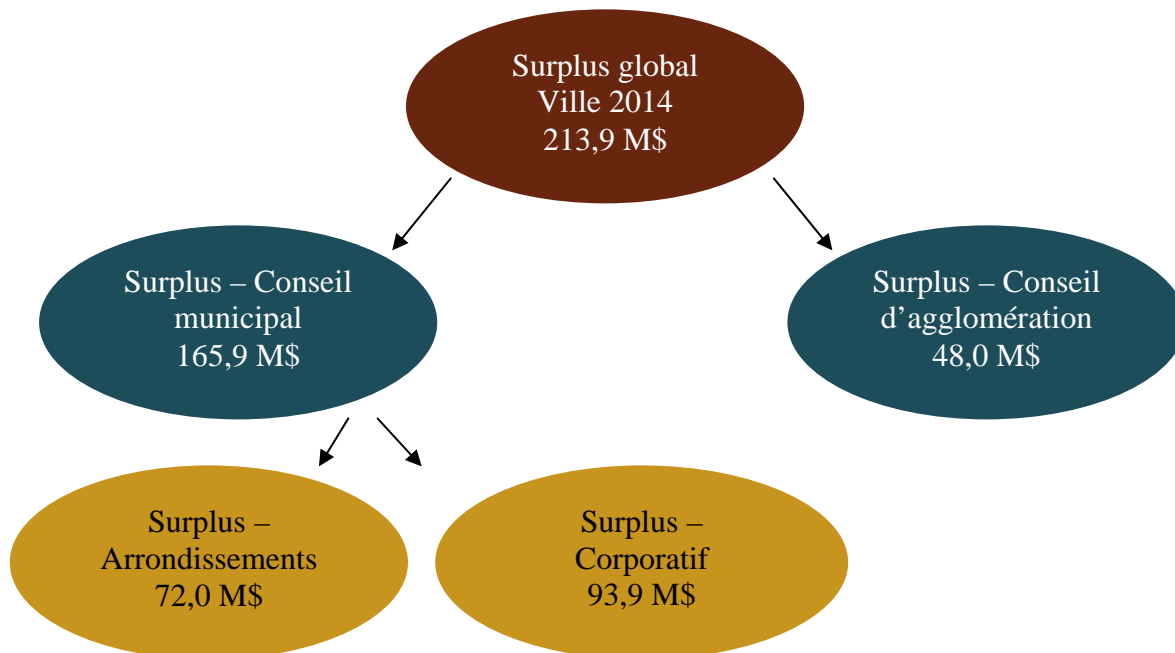 Surplus global
Ville 2014
213,9 M$
Surplus – Conseil
municipal
165,9 M$
Surplus – Conseil
d’agglomération
48,0 M$
Surplus –
Arrondissements
72,0 M$
Surplus –
Corporatif
93,9 M$